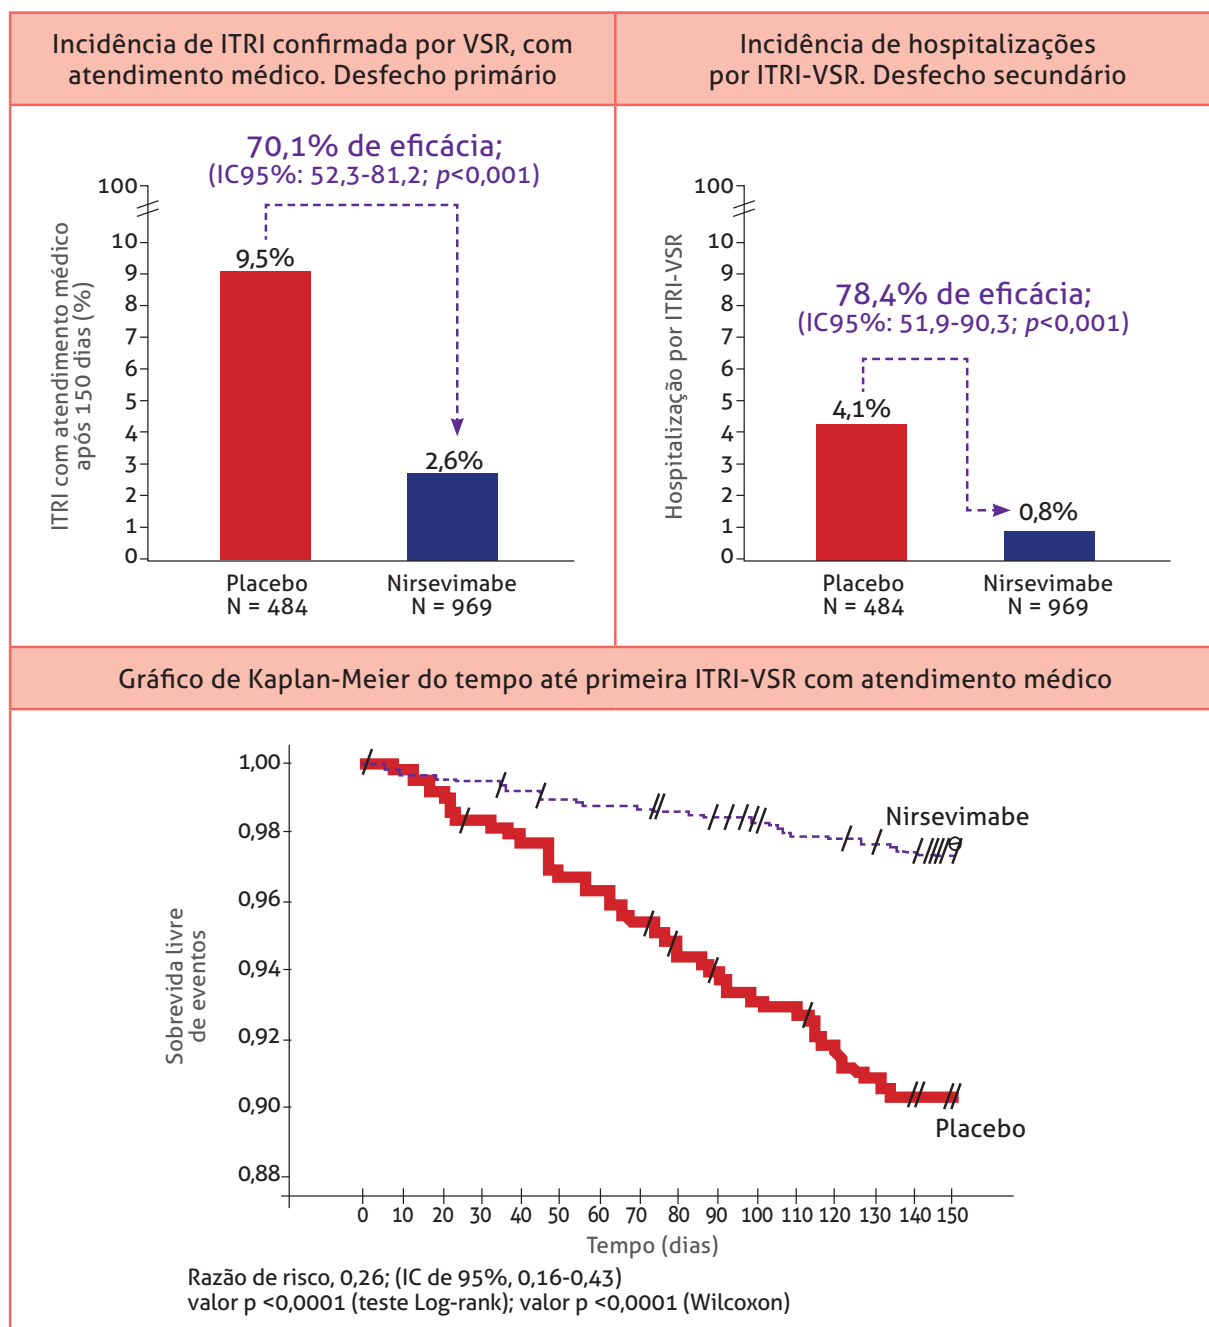 Incidência de ITRI confirmada por VSR, com
atendimento médico. Desfecho primário
Incidência de hospitalizações
por ITRI-VSR. Desfecho secundário
70,1% de eficácia;
(IC95%: 52,3-81,2; p<0,001)
ITRI com atendimento médico
após 150 dias (%)
100
10
9
8
7
6
5
4
3
2
1
0
9,5%
2,6%
Placebo
N = 484
Nirsevimabe
N = 969
78,4% de eficácia;
(IC95%: 51,9-90,3; p<0,001)
Hospitalização por ITRI-VSR
100
10
9
8
7
6
5
4
3
2
1
0
4,1%
0,8%
Placebo
N = 484
Nirsevimabe
N = 969
Gráfico de Kaplan-Meier do tempo até primeira ITRI-VSR com atendimento médico
Sobrevida livre
de eventos
1,00
0,98
0,96
0,94
0,92
0,90
0,88
Nirsevimabe
Placebo
0 10 20 30 40 50 60 70 80 90 100 110 120 130 140 150
Tempo (dias)
Razão de risco, 0,26; (IC de 95%, 0,16-0,43)
valor p <0,0001 (teste Log-rank); valor p <0,0001 (Wilcoxon)